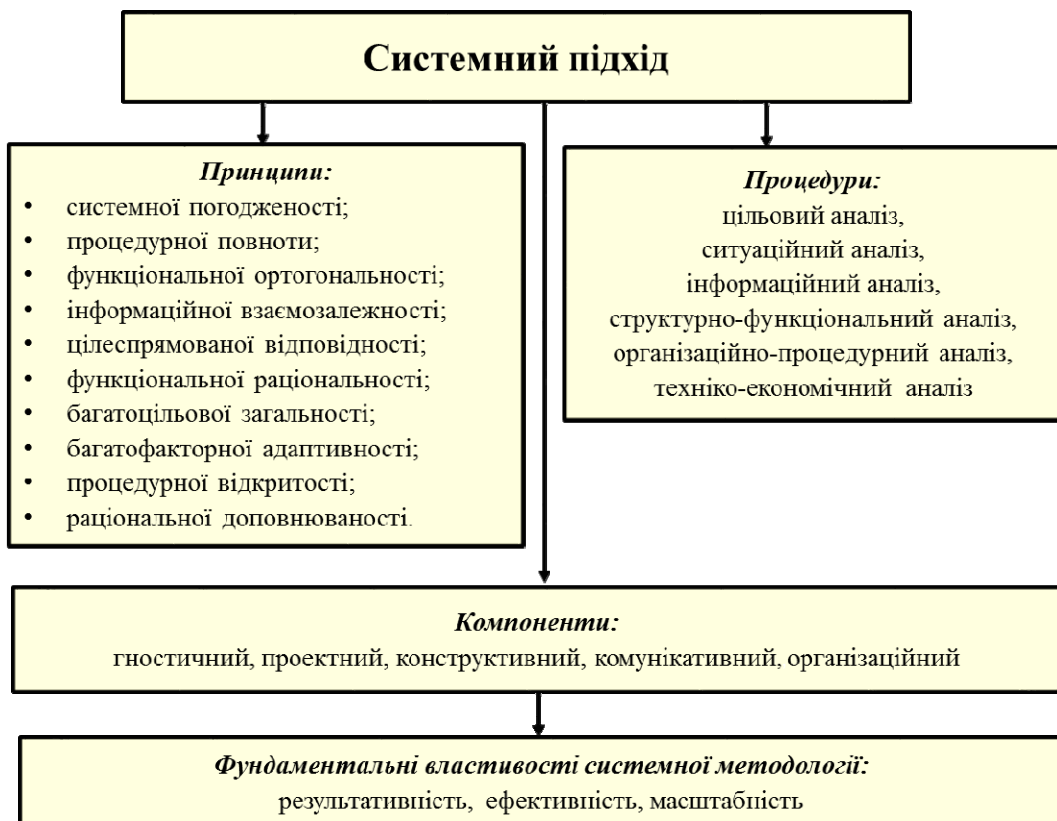 Системний підхід
Принципи:
• системної погодженості;
• процедурної повноти;
• функціональної ортогональності;
• інформаційної взаємозалежності;
• цілеспрямованої відповідності;
• функціональної раціональності;
• багатоцільової загальності;
• багатофакторної адаптивності;
• процедурної відкритості;
• раціональної доповнюваності.
Процедури:
цільовий аналіз,
ситуаційний аналіз,
інформаційний аналіз,
структурно-функціональний аналіз,
організаційно-процедурний аналіз,
техніко-економічний аналіз
Компоненти:
гностичний, проектний, конструктивний, комунікативний, організаційний
Фундаментальні властивості системної методології:
результативність, ефективність, масштабність